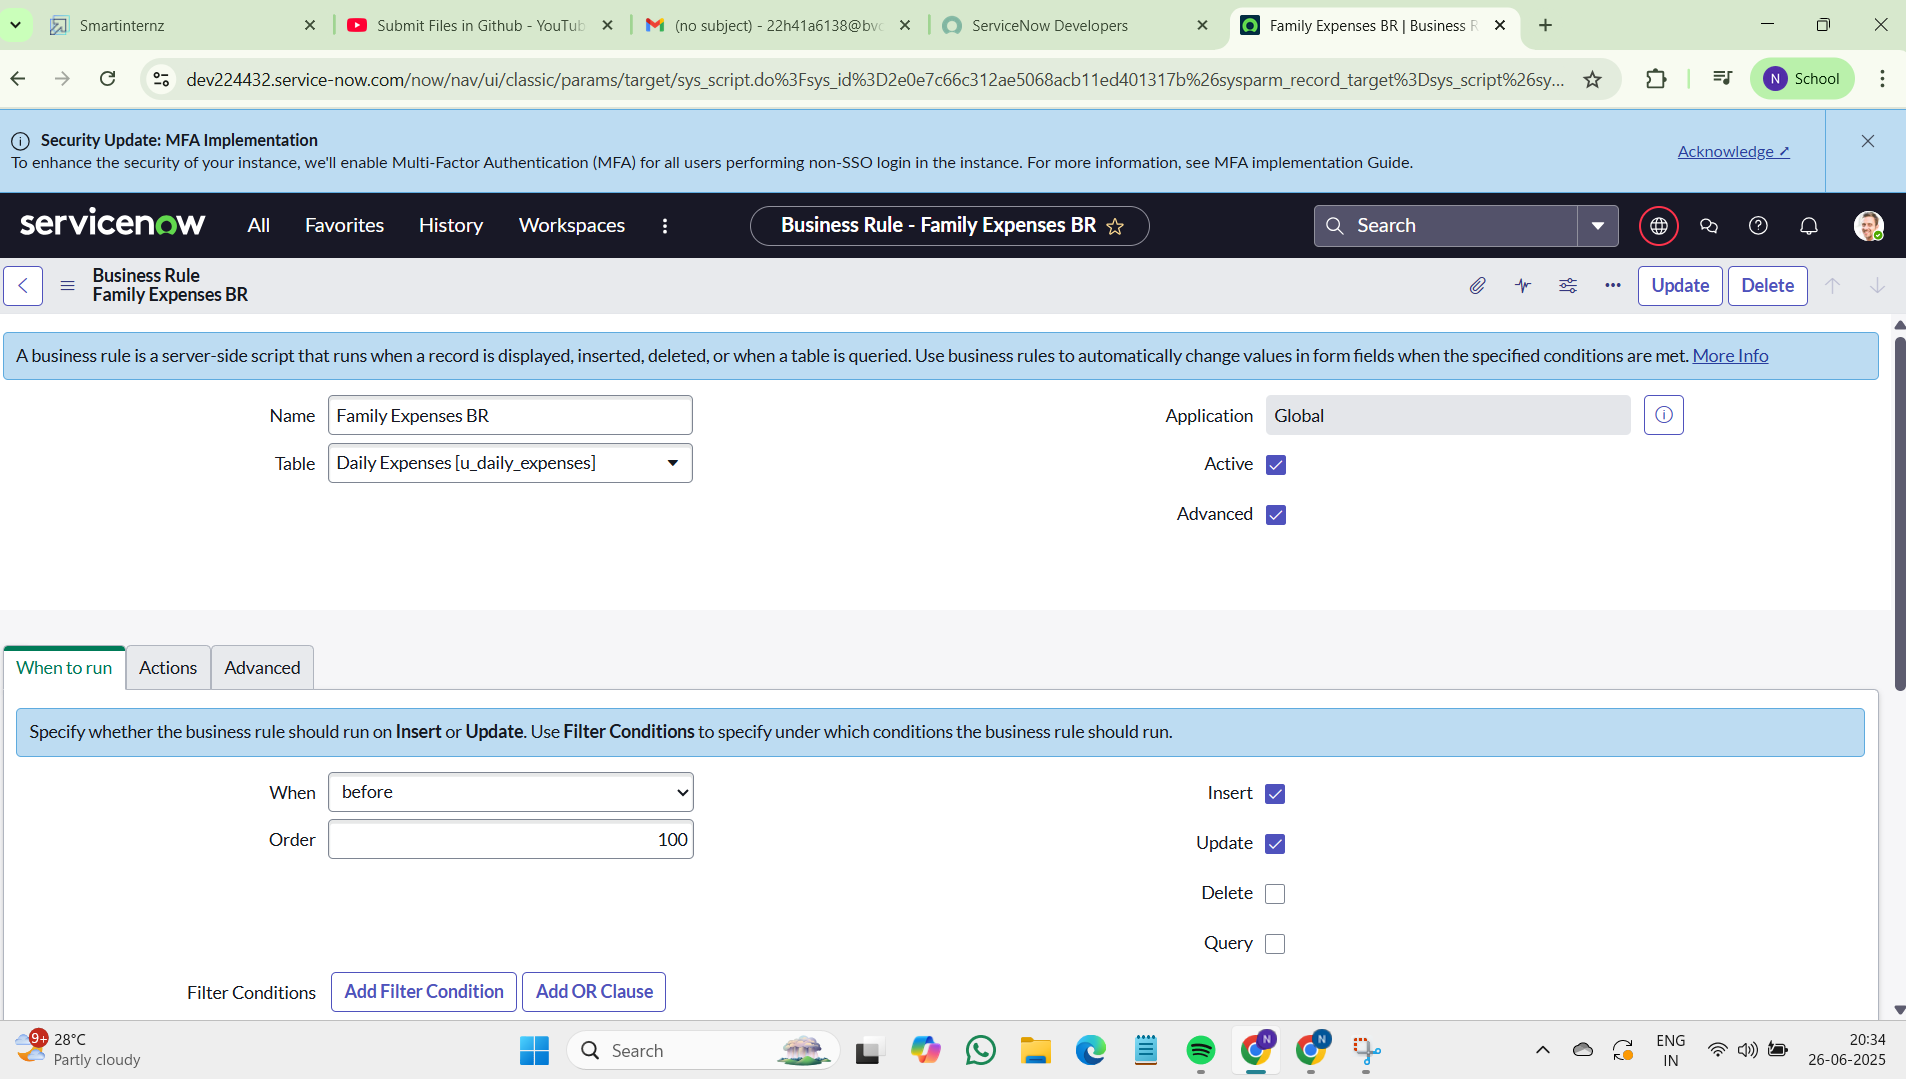 Smartinternz
Submit Files in Github - YouTub
(no subject) - 22h41a6138@bvc
ServiceNow Developers
Family Expenses BR | Business R
dev224432.service-now.com/now/nav/ui/classic/params/target/sys_script.do%3Fsys_id%3D2e0e7c66c312ae5068acb11ed401317b%26sysparm_record_target%3Dsys_script%26sy...
N School
Security Update: MFA Implementation
To enhance the security of your instance, we'll enable Multi-Factor Authentication (MFA) for all users performing non-SSO login in the instance. For more information, see MFA implementation Guide.
Acknowledge ↗
servicenow
All Favorites History Workspaces
Business Rule - Family Expenses BR
Search
Business Rule
Family Expenses BR
Update Delete
A business rule is a server-side script that runs when a record is displayed, inserted, deleted, or when a table is queried. Use business rules to automatically change values in form fields when the specified conditions are met. More Info
Name Family Expenses BR
Application Global
Table Daily Expenses [u_daily_expenses]
Active
Advanced
When to run Actions Advanced
Specify whether the business rule should run on Insert or Update. Use Filter Conditions to specify under which conditions the business rule should run.
When before
Insert
Order 100
Update
Delete
Query
Filter Conditions Add Filter Condition Add OR Clause
9+
28°C
Partly cloudy
Search
N
N
ENG
IN
20:34
26-06-2025